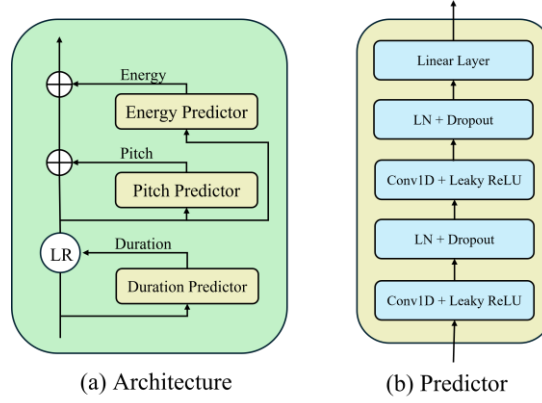 Energy
Energy Predictor
Pitch
Pitch Predictor
LR
Duration
Duration Predictor
(a) Architecture
Linear Layer
LN + Dropout
Conv1D + Leaky ReLU
LN + Dropout
Conv1D + Leaky ReLU
(b) Predictor